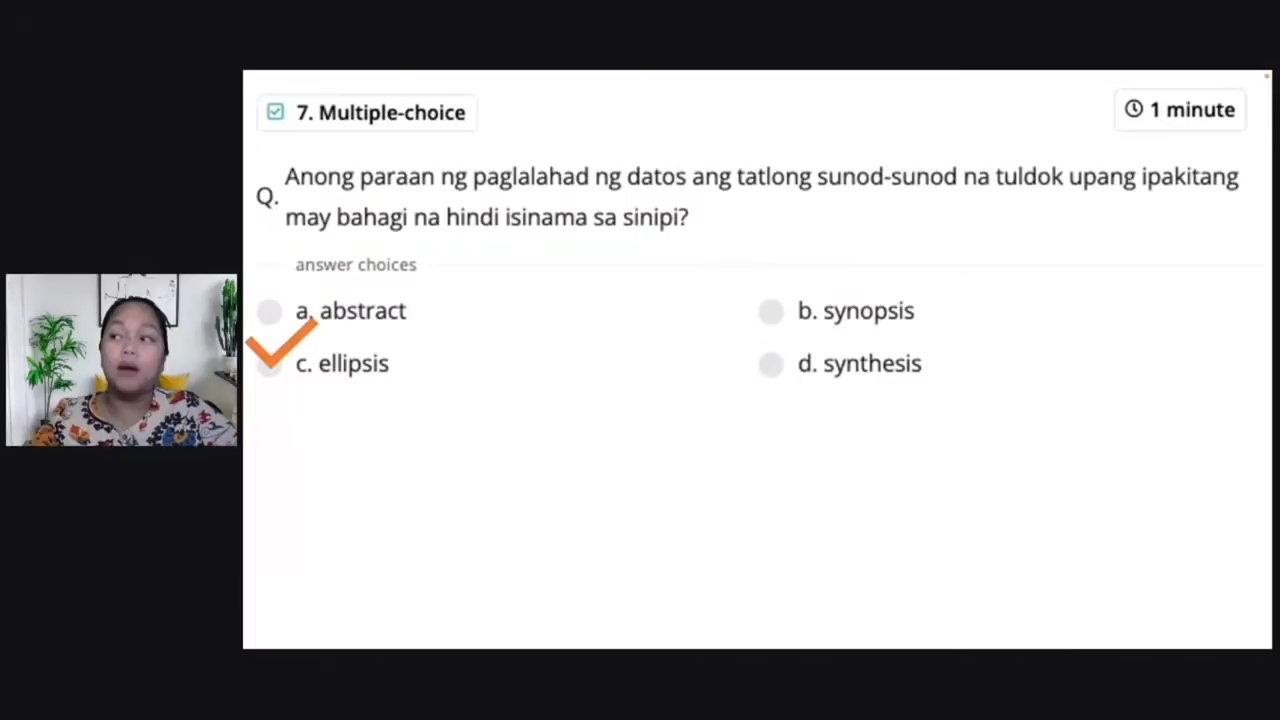 7. Multiple-choice
1 minute
Q.
Anong paraan ng paglalahad ng datos ang tatlong sunod-sunod na tuldok upang ipakitang
may bahagi na hindi isinama sa sinipi?
answer choices
a. abstract
b. synopsis
c. ellipsis
d. synthesis